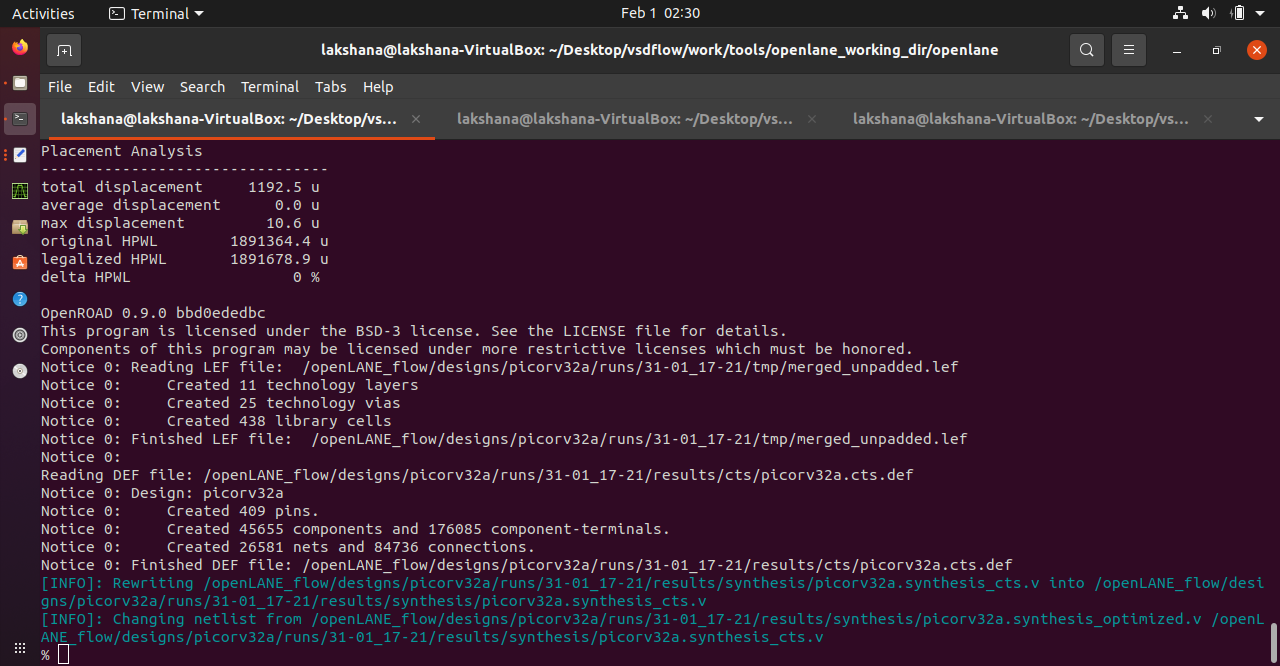 Activities Terminal Feb 1 02:30
lakshana@lakshana-VirtualBox: ~/Desktop/vsdflow/work/tools/openlane_working_dir/openlane
File Edit View Search Terminal Tabs Help
lakshana@lakshana-VirtualBox: ~/Desktop/vs... lakshana@lakshana-VirtualBox: ~/Desktop/vs... lakshana@lakshana-VirtualBox: ~/Desktop/vs...
Placement Analysis
--------------------------------
total displacement     1192.5 u
average displacement      0.0 u
max displacement         10.6 u
original HPWL        1891364.4 u
legalized HPWL       1891678.9 u
delta HPWL                  0 %
OpenROAD 0.9.0 bbd0ededbc
This program is licensed under the BSD-3 license. See the LICENSE file for details.
Components of this program may be licensed under more restrictive licenses which must be honored.
Notice 0: Reading LEF file:  /openLANE_flow/designs/picorv32a/runs/31-01_17-21/tmp/merged_unpadded.lef
Notice 0:     Created 11 technology layers
Notice 0:     Created 25 technology vias
Notice 0:     Created 438 library cells
Notice 0: Finished LEF file:  /openLANE_flow/designs/picorv32a/runs/31-01_17-21/tmp/merged_unpadded.lef
Notice 0:
Reading DEF file: /openLANE_flow/designs/picorv32a/runs/31-01_17-21/results/cts/picorv32a.cts.def
Notice 0: Design: picorv32a
Notice 0:     Created 409 pins.
Notice 0:     Created 45655 components and 176085 component-terminals.
Notice 0:     Created 26581 nets and 84736 connections.
Notice 0: Finished DEF file: /openLANE_flow/designs/picorv32a/runs/31-01_17-21/results/cts/picorv32a.cts.def
[INFO]: Rewriting /openLANE_flow/designs/picorv32a/runs/31-01_17-21/results/synthesis/picorv32a.synthesis_cts.v into /openLANE_flow/desi
gns/picorv32a/runs/31-01_17-21/results/synthesis/picorv32a.synthesis_cts.v
[INFO]: Changing netlist from /openLANE_flow/designs/picorv32a/runs/31-01_17-21/results/synthesis/picorv32a.synthesis_optimized.v /openL
ANE_flow/designs/picorv32a/runs/31-01_17-21/results/synthesis/picorv32a.synthesis_cts.v
%